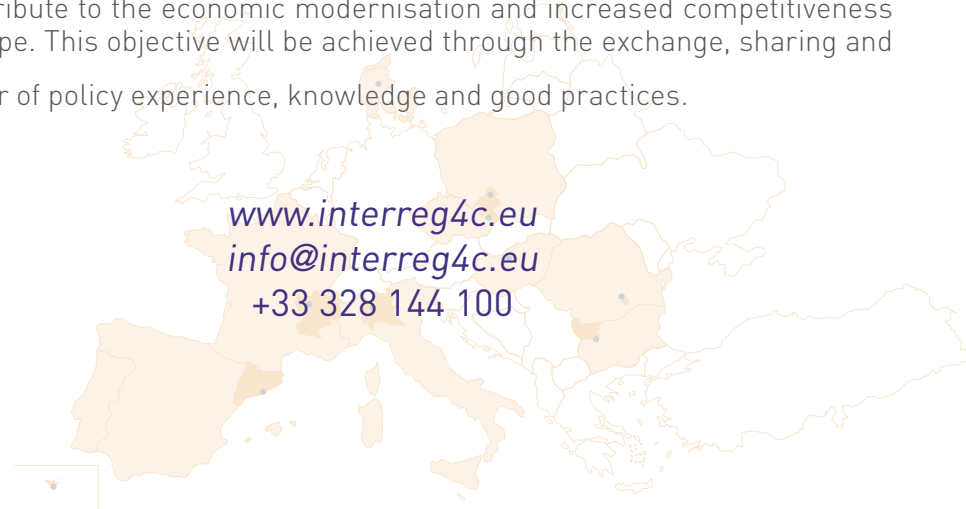 ribute to the economic modernisation and increased competitiveness
pe. This objective will be achieved through the exchange, sharing and
r of policy experience, knowledge and good practices.
www.interreg4c.eu
info@interreg4c.eu
+33 328 144 100